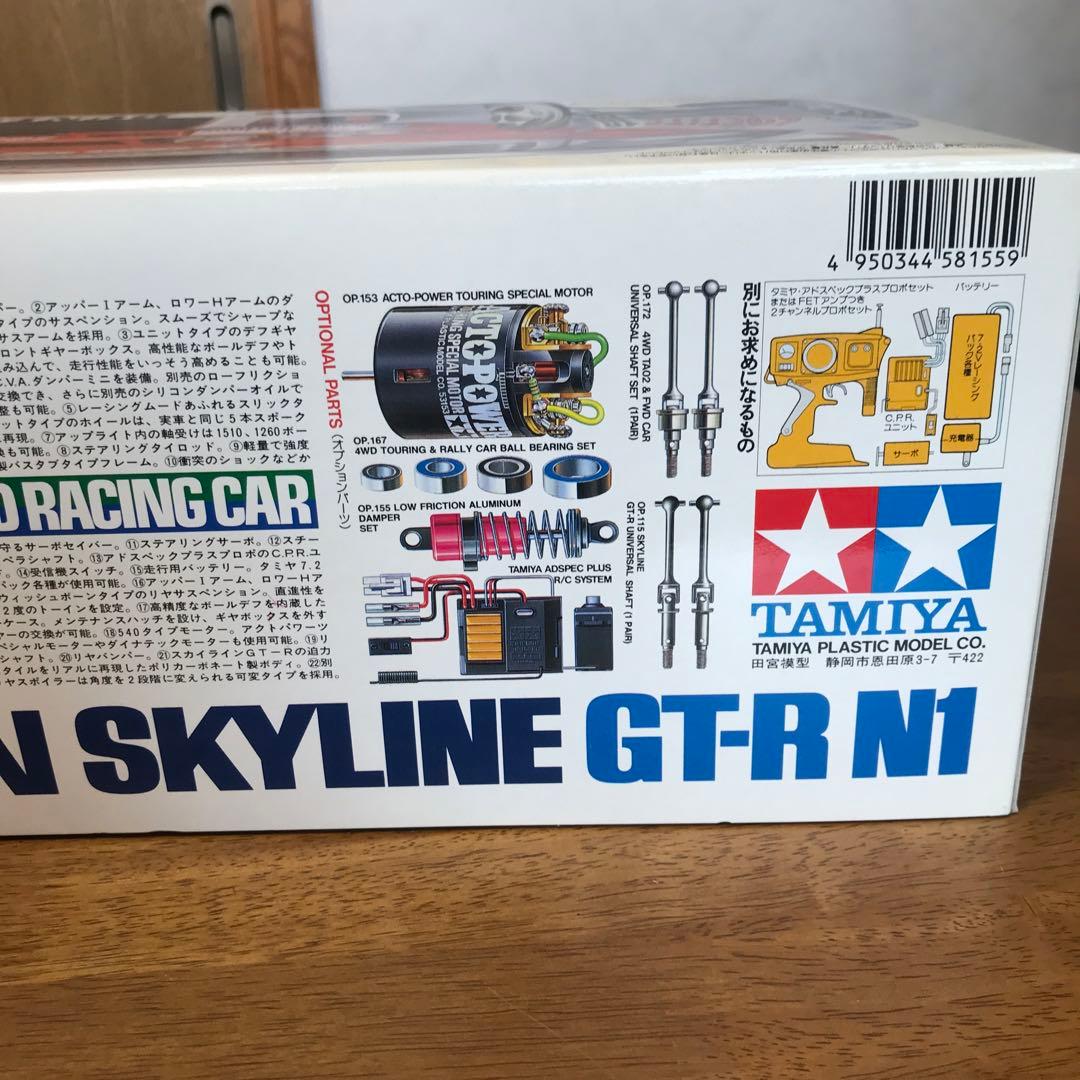 バー。②アッパーIアーム、ロワーHアームのダ
タイプのサスペンション。スムーズでシャープな
サスアームを採用。③ユニットタイプのデフギヤ
ロントギヤーボックス。高性能なボールデフやト
み込んで、走行性能をいっそう高めることも可能。
C.V.A.ダンパーミニを装備。別売のローフリクショ
交換でき、さらに別売のシリコンダンパーオイルで
整も可能。⑤レーシングムードあふれるスリックタ
ットタイプのホイールは、実車と同じ5本スポーク
再現。⑦アップライト内の軸受けは1510、1260ボー
換も可能。⑧ステアリングタイロッド。⑨軽量で強度
製バスタブタイプフレーム。⑩衝突のショックなどか
D RACING CAR
守るサーボセイバー。⑪ステアリングサーボ。⑫スチー
ペラシャフト。⑬アドスペックプラスプロポのC.P.R.ユ
。⑭受信機スイッチ。⑮走行用バッテリー。タミヤ7.2
パック各種が使用可能。⑯アッパーIアーム、ロワーHア
ウィッシュボーンタイプのリヤサスペンション。直進性を
2度のトーインを設定。⑰高精度なボールデフを内蔵した
ケース。メンテナンスハッチを設け、ギヤボックスを外す
ヤーの交換が可能。⑱540タイプモーター。アクトパワーツ
ペシャルモーターやダイナテックモーターも使用可能。⑲リ
シャフト。⑳リヤバンパー。㉑スカイラインGT-Rの迫力
タイルをリアルに再現したポリカーボネート製ボディ。㉒別
リヤスポイラーは角度を2段階に変えられる可変タイプを採用。
OPTIONAL PARTS (オプションパーツ)
OP.153 ACTO-POWER TOURING SPECIAL MOTOR
ACTO POWER
TOURING SPECIAL MOTOR
PLASTIC MODEL CO. 53153
OP.167
4WD TOURING & RALLY CAR BALL BEARING SET
OP.155 LOW FRICTION ALUMINUM
DAMPER
SET
TAMIYA ADSPEC PLUS
R/C SYSTEM
OP.172 4WD TA02 & FWD CAR
UNIVERSAL SHAFT SET (1PAIR)
OP.115 SKYLINE
GT-R UNIVERSAL SHAFT (1 PAIR)
4 950344 581559
別にお求めになるもの
タミヤ・アドスペックプラスプロポセット
またはFETアンプつき
2チャンネルプロポセット
バッテリー
7.2Vレーシング
パック各種
C.P.R.
ユニット
サーボ
充電器
TAMIYA
TAMIYA PLASTIC MODEL CO.
田宮模型 静岡市恩田原3-7 〒422
N SKYLINE GT-R N1